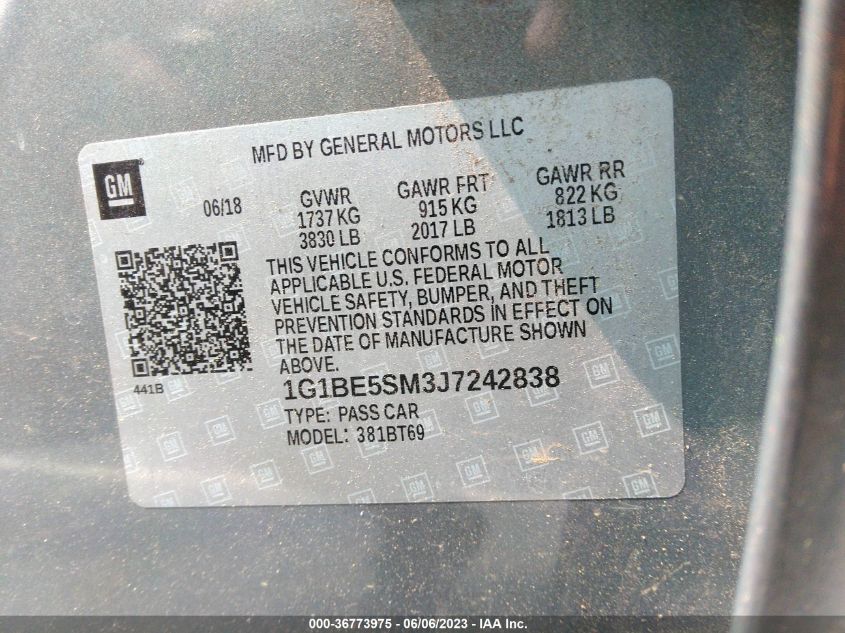 MFD BY GENERAL MOTORS LLC
GM
06/18
GVWR
1737 KG
3830 LB
GAWR FRT
915 KG
2017 LB
GAWR RR
822 KG
1813 LB
THIS VEHICLE CONFORMS TO ALL
APPLICABLE U.S. FEDERAL MOTOR
VEHICLE SAFETY, BUMPER, AND THEFT
PREVENTION STANDARDS IN EFFECT ON
THE DATE OF MANUFACTURE SHOWN
ABOVE.
441B
1G1BE5SM3J7242838
TYPE: PASS CAR
MODEL: 381BT69
000-36773975 - 06/06/2023 - IAA Inc.